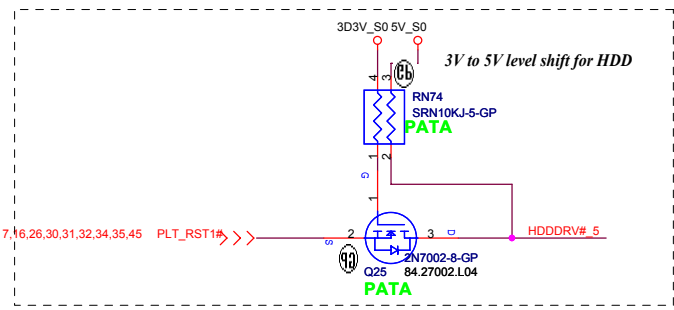 3D3V_S0 5V_S0
3V to 5V level shift for HDD
4
3
RN74
SRN10KJ-5-GP
PATA
1
2
G
1
7,16,26,30,31,32,34,35,45 PLT_RST1#
2
3
D
HDDDRV#_5
S
2N7002-8-GP
Q25
84.27002.L04
PATA